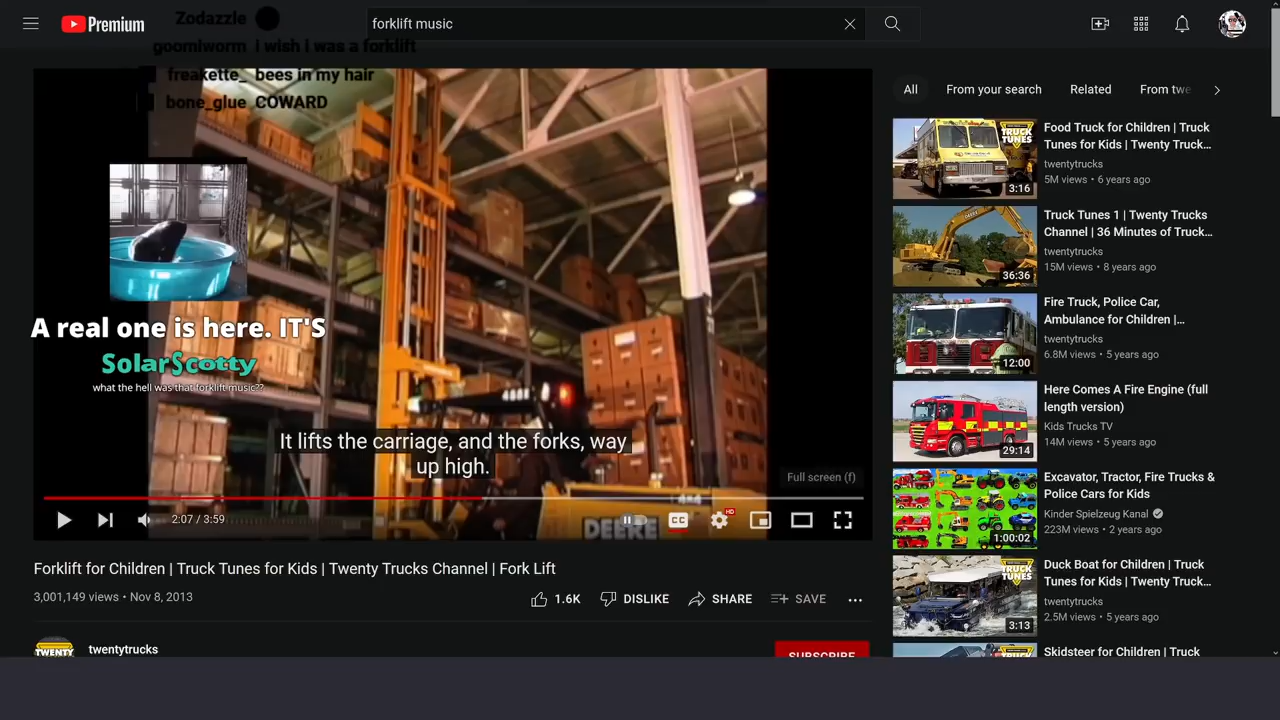 Premium
forklift music
Zodazzle
goomiworm i wish i was a forklift
freakette_ bees in my hair
bone_glue COWARD
A real one is here. IT'S
SolarScotty
what the hell was that forklift music??
It lifts the carriage, and the forks, way
up high.
Full screen (f)
2:07 / 3:59
CC
HD
DEERE
Forklift for Children | Truck Tunes for Kids | Twenty Trucks Channel | Fork Lift
3,001,149 views • Nov 8, 2013
1.6K
DISLIKE
SHARE
SAVE
TWENTY
twentytrucks
SUBSCRIBE
All
From your search
Related
From twe
TRUCK
TUNES
3:16
Food Truck for Children | Truck
Tunes for Kids | Twenty Truck...
twentytrucks
5M views • 6 years ago
DEERE
36:36
Truck Tunes 1 | Twenty Trucks
Channel | 36 Minutes of Truck...
twentytrucks
15M views • 8 years ago
12:00
Fire Truck, Police Car,
Ambulance for Children |...
twentytrucks
6.8M views • 5 years ago
29:14
Here Comes A Fire Engine (full
length version)
Kids Trucks TV
14M views • 5 years ago
1:00:02
Excavator, Tractor, Fire Trucks &
Police Cars for Kids
Kinder Spielzeug Kanal
223M views • 2 years ago
TRUCK
TUNES
3:13
Duck Boat for Children | Truck
Tunes for Kids | Twenty Truck...
twentytrucks
2.5M views • 5 years ago
TRUCK
Skidsteer for Children | Truck